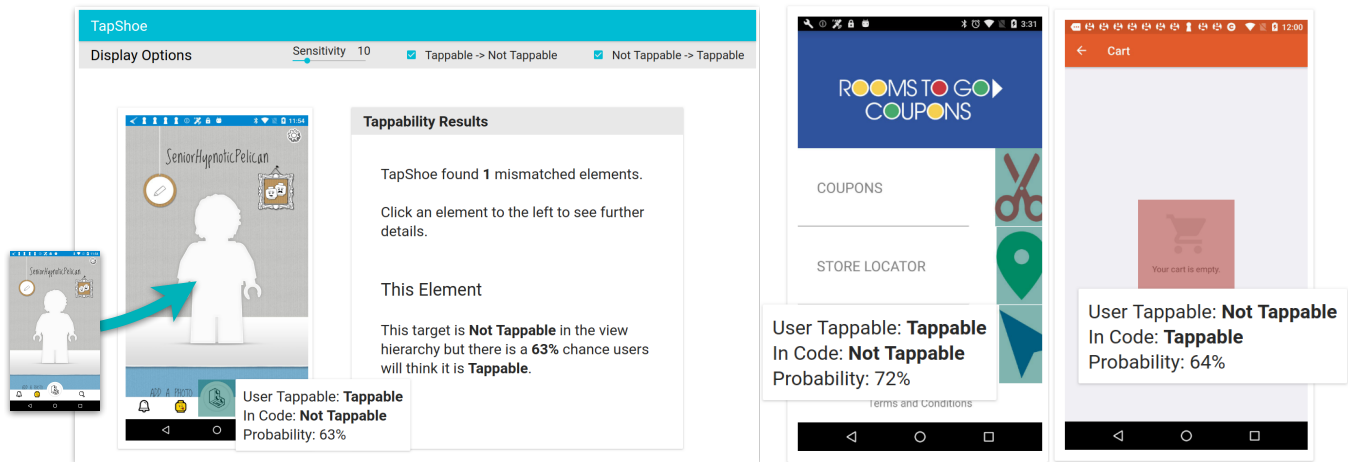 TapShoe
Display Options
Sensitivity 10
Tappable -> Not Tappable
Not Tappable -> Tappable
11:54
SeniorHypnoticPelican
ADD A PHOTO
Tappability Results
TapShoe found 1 mismatched elements.
Click an element to the left to see further
details.
This Element
This target is Not Tappable in the view
hierarchy but there is a 63% chance users
will think it is Tappable.
User Tappable: Tappable
In Code: Not Tappable
Probability: 63%
SeniorHypnoticPelican
3:31
ROOMS TO GO
COUPONS
COUPONS
STORE LOCATOR
User Tappable: Tappable
In Code: Not Tappable
Probability: 72%
Terms and Conditions
12:00
Cart
Your cart is empty.
User Tappable: Not Tappable
In Code: Tappable
Probability: 64%